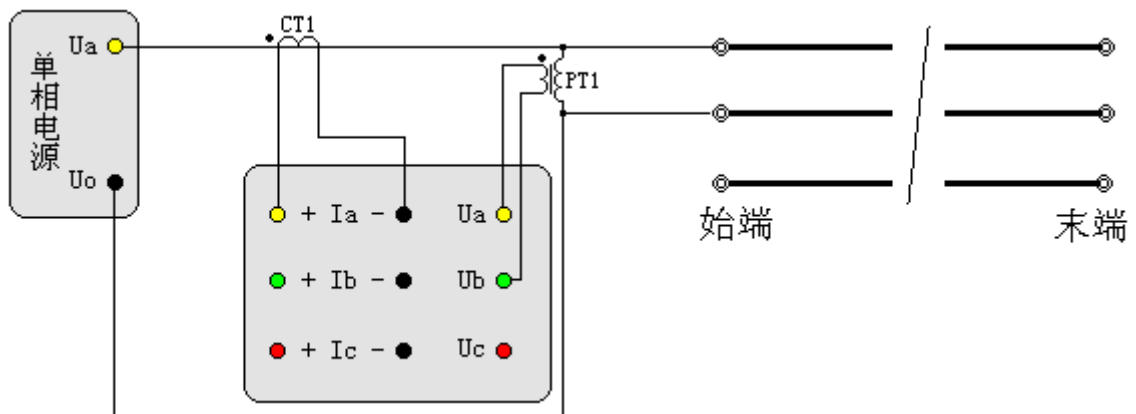 CT1
Ua
单相电源
PT1
Uo
+ Ia - Ua
始端 末端
+ Ib - Ub
+ Ic - Uc